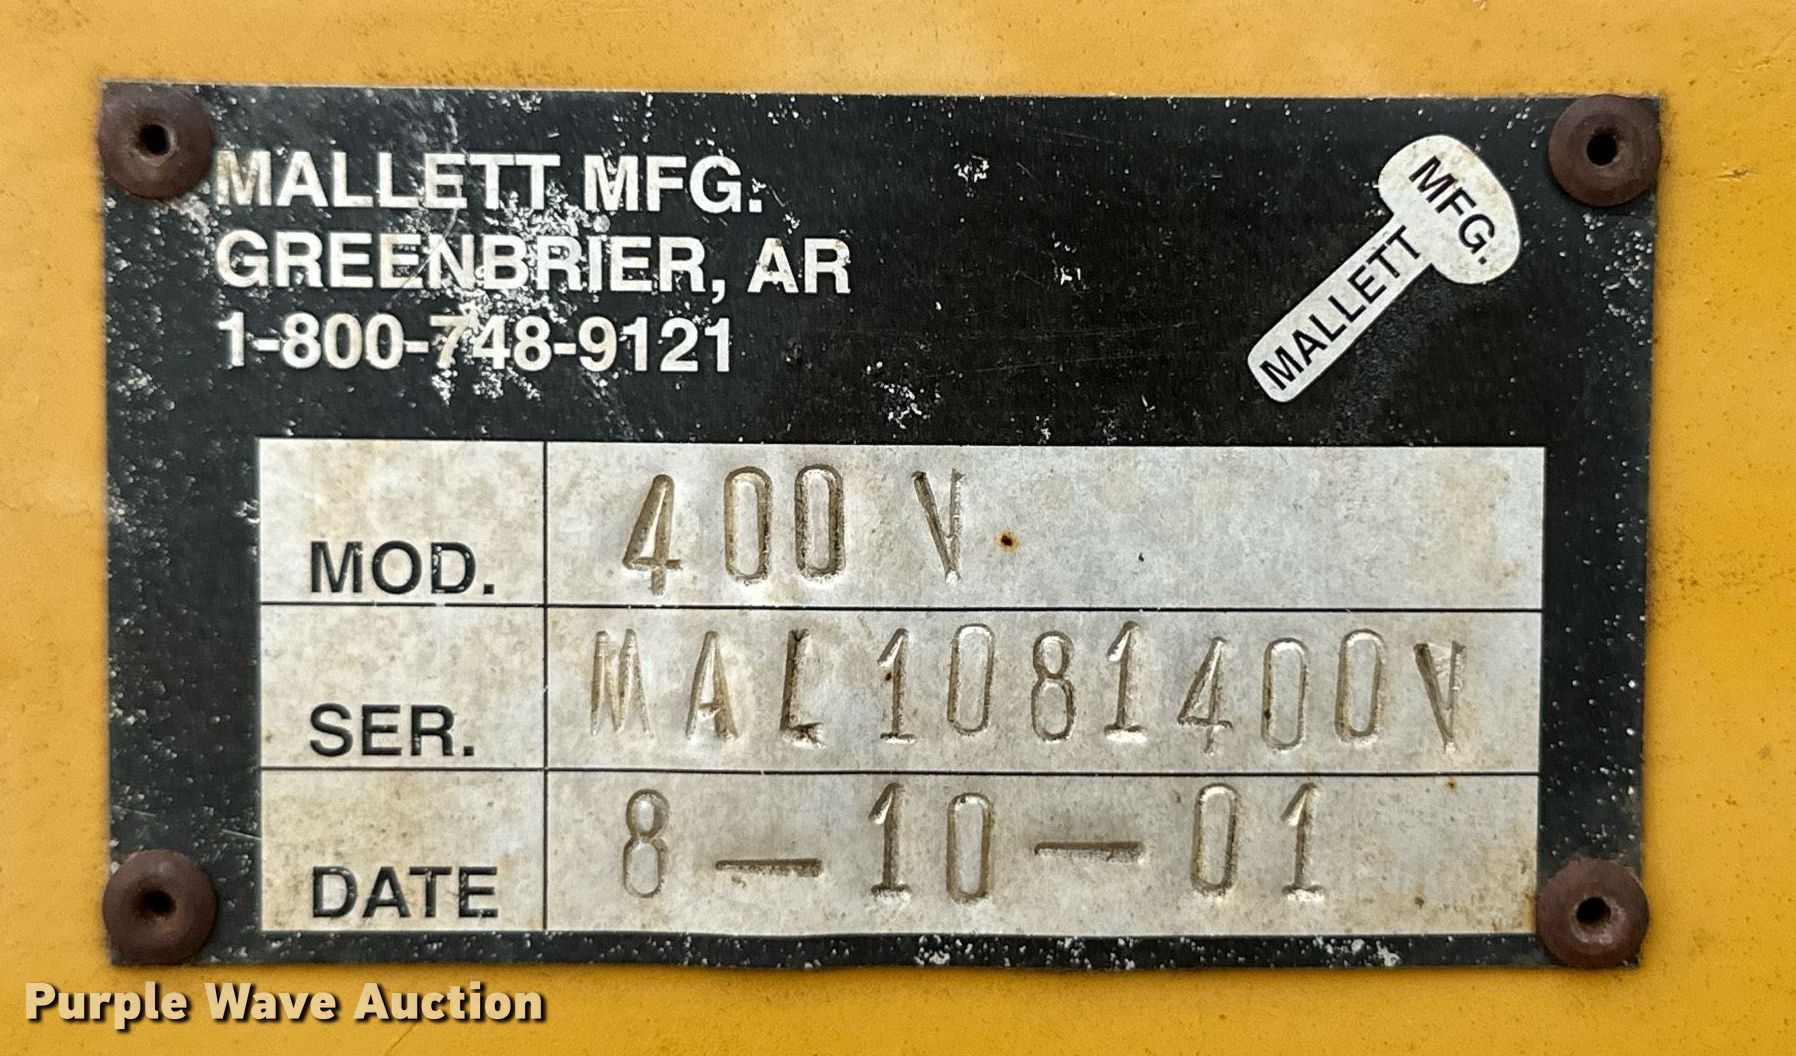 MALLETT MFG.
GREENBRIER, AR
1-800-748-9121
MALLETT MFG.
MOD. 400 V
SER. MAL1081400V
DATE 8-10-01
Purple Wave Auction